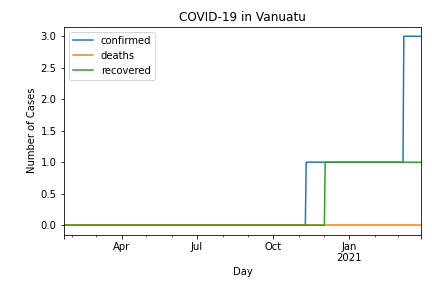 COVID-19 in Vanuatu
confirmed
deaths
recovered
Number of Cases
3.0
2.5
2.0
1.5
1.0
0.5
0.0
Apr
Jul
Oct
Jan
2021
Day